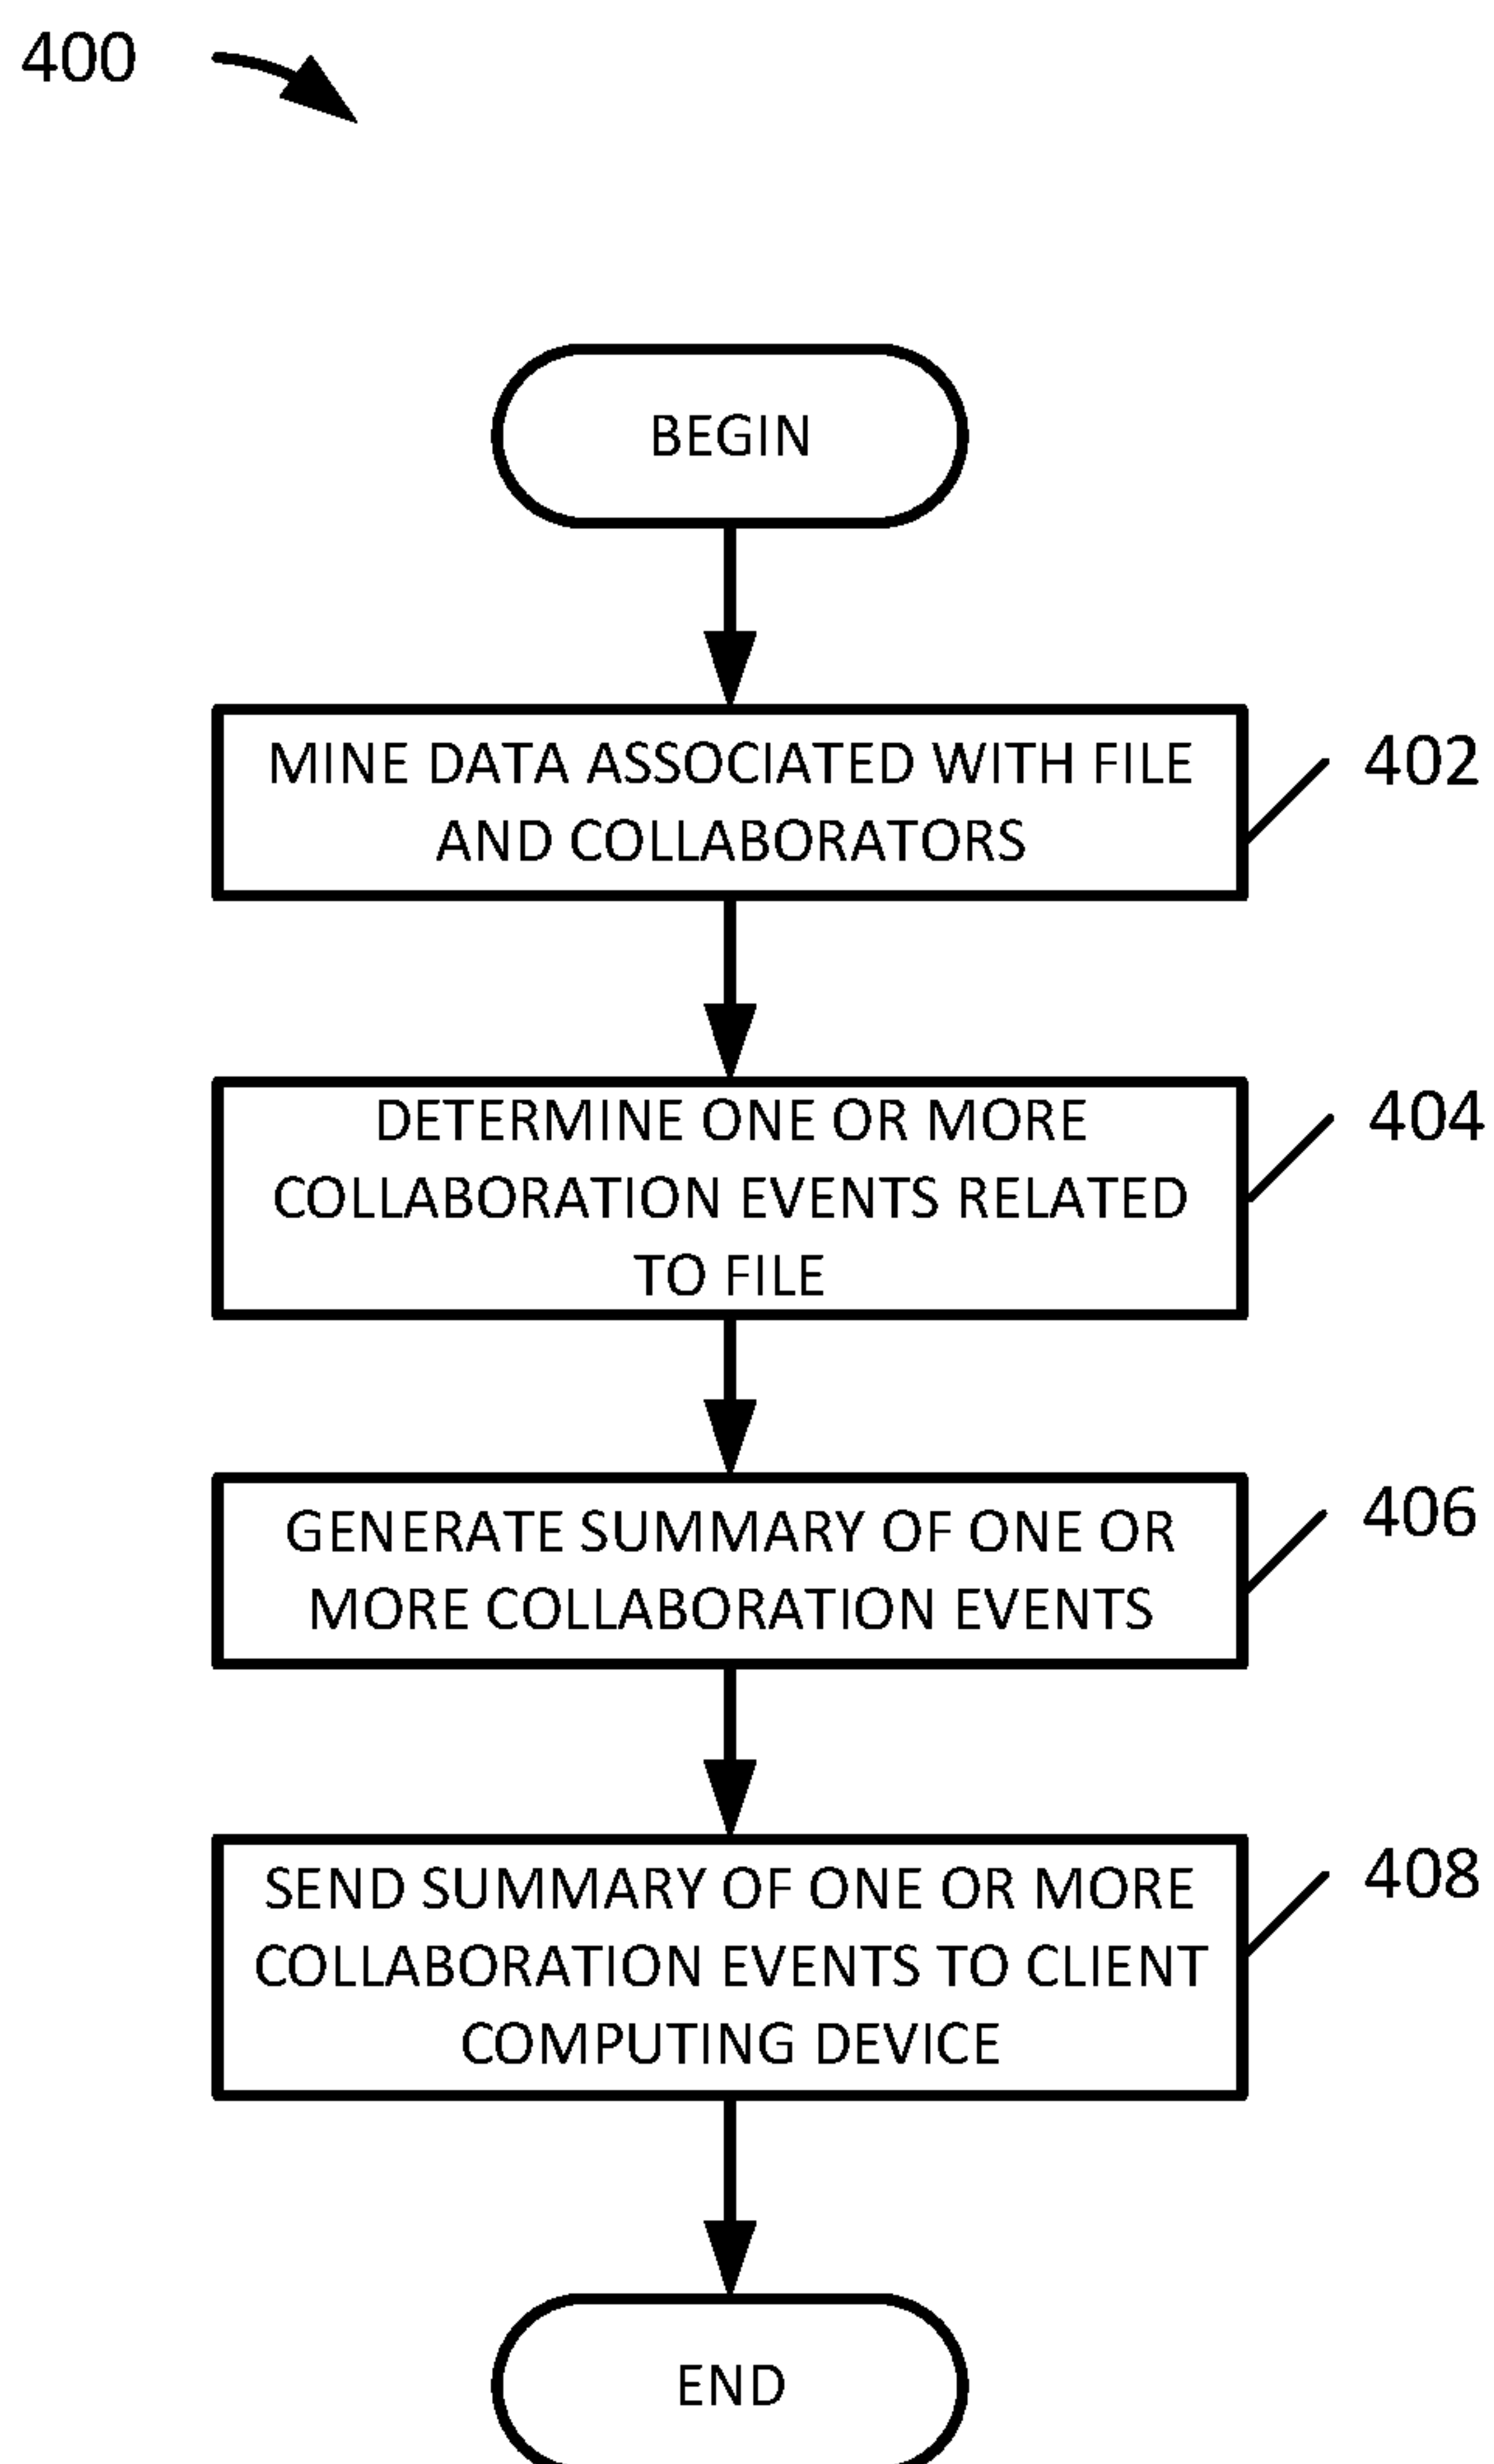 400
BEGIN
MINE DATA ASSOCIATED WITH FILE
AND COLLABORATORS
402
DETERMINE ONE OR MORE
COLLABORATION EVENTS RELATED
TO FILE
404
GENERATE SUMMARY OF ONE OR
MORE COLLABORATION EVENTS
406
SEND SUMMARY OF ONE OR MORE
COLLABORATION EVENTS TO CLIENT
COMPUTING DEVICE
408
END